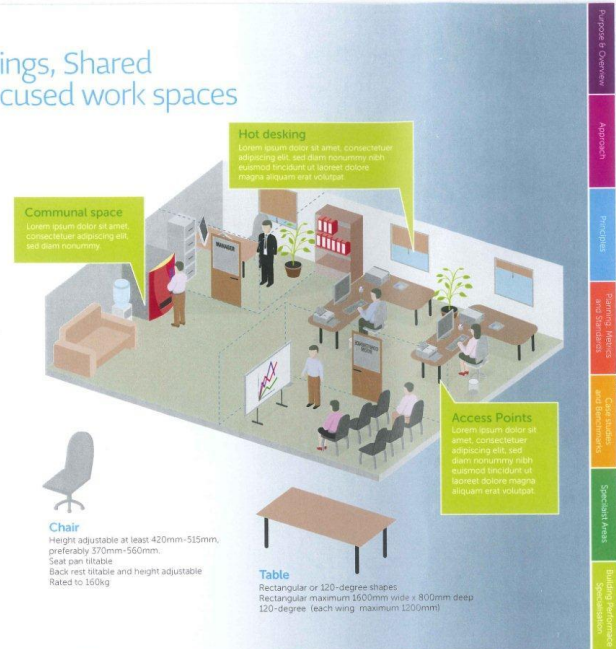 ings, Shared
cused work spaces
Hot desking
Lorem ipsum dolor sit amet, consectetuer
adipiscing elit, sed diam nonummy nibh
euismod tincidunt ut laoreet dolore
magna aliquam erat volutpat.
Communal space
Lorem ipsum dolor sit amet,
consectetuer adipiscing elit,
sed diam nonummy.
MANAGER
Access Points
Lorem ipsum dolor sit
amet, consectetuer
adipiscing elit, sed
diam nonummy nibh
euismod tincidunt ut
laoreet dolore magna
aliquam erat volutpat.
Chair
Height adjustable at least 420mm-515mm,
preferably 370mm-560mm.
Seat pan tiltable
Back rest tiltable and height adjustable
Rated to 160kg
Table
Rectangular or 120-degree shapes
Rectangular maximum 1600mm wide x 800mm deep
120-degree (each wing maximum 1200mm)
Purpose & Overview
Approach
Principles
Planning, Metrics
and Standards
Case studies
and Benchmarks
Specialist Areas
Building Performace
Specialisation